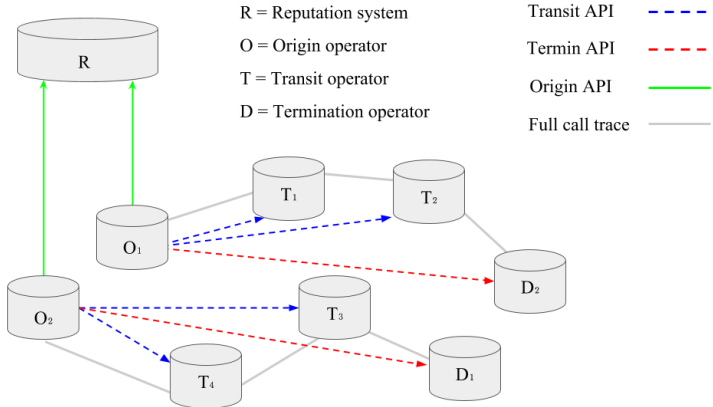 R = Reputation system
O = Origin operator
T = Transit operator
D = Termination operator
Transit API
Termin API
Origin API
Full call trace
R
T1
T2
O1
D2
O2
T3
T4
D1